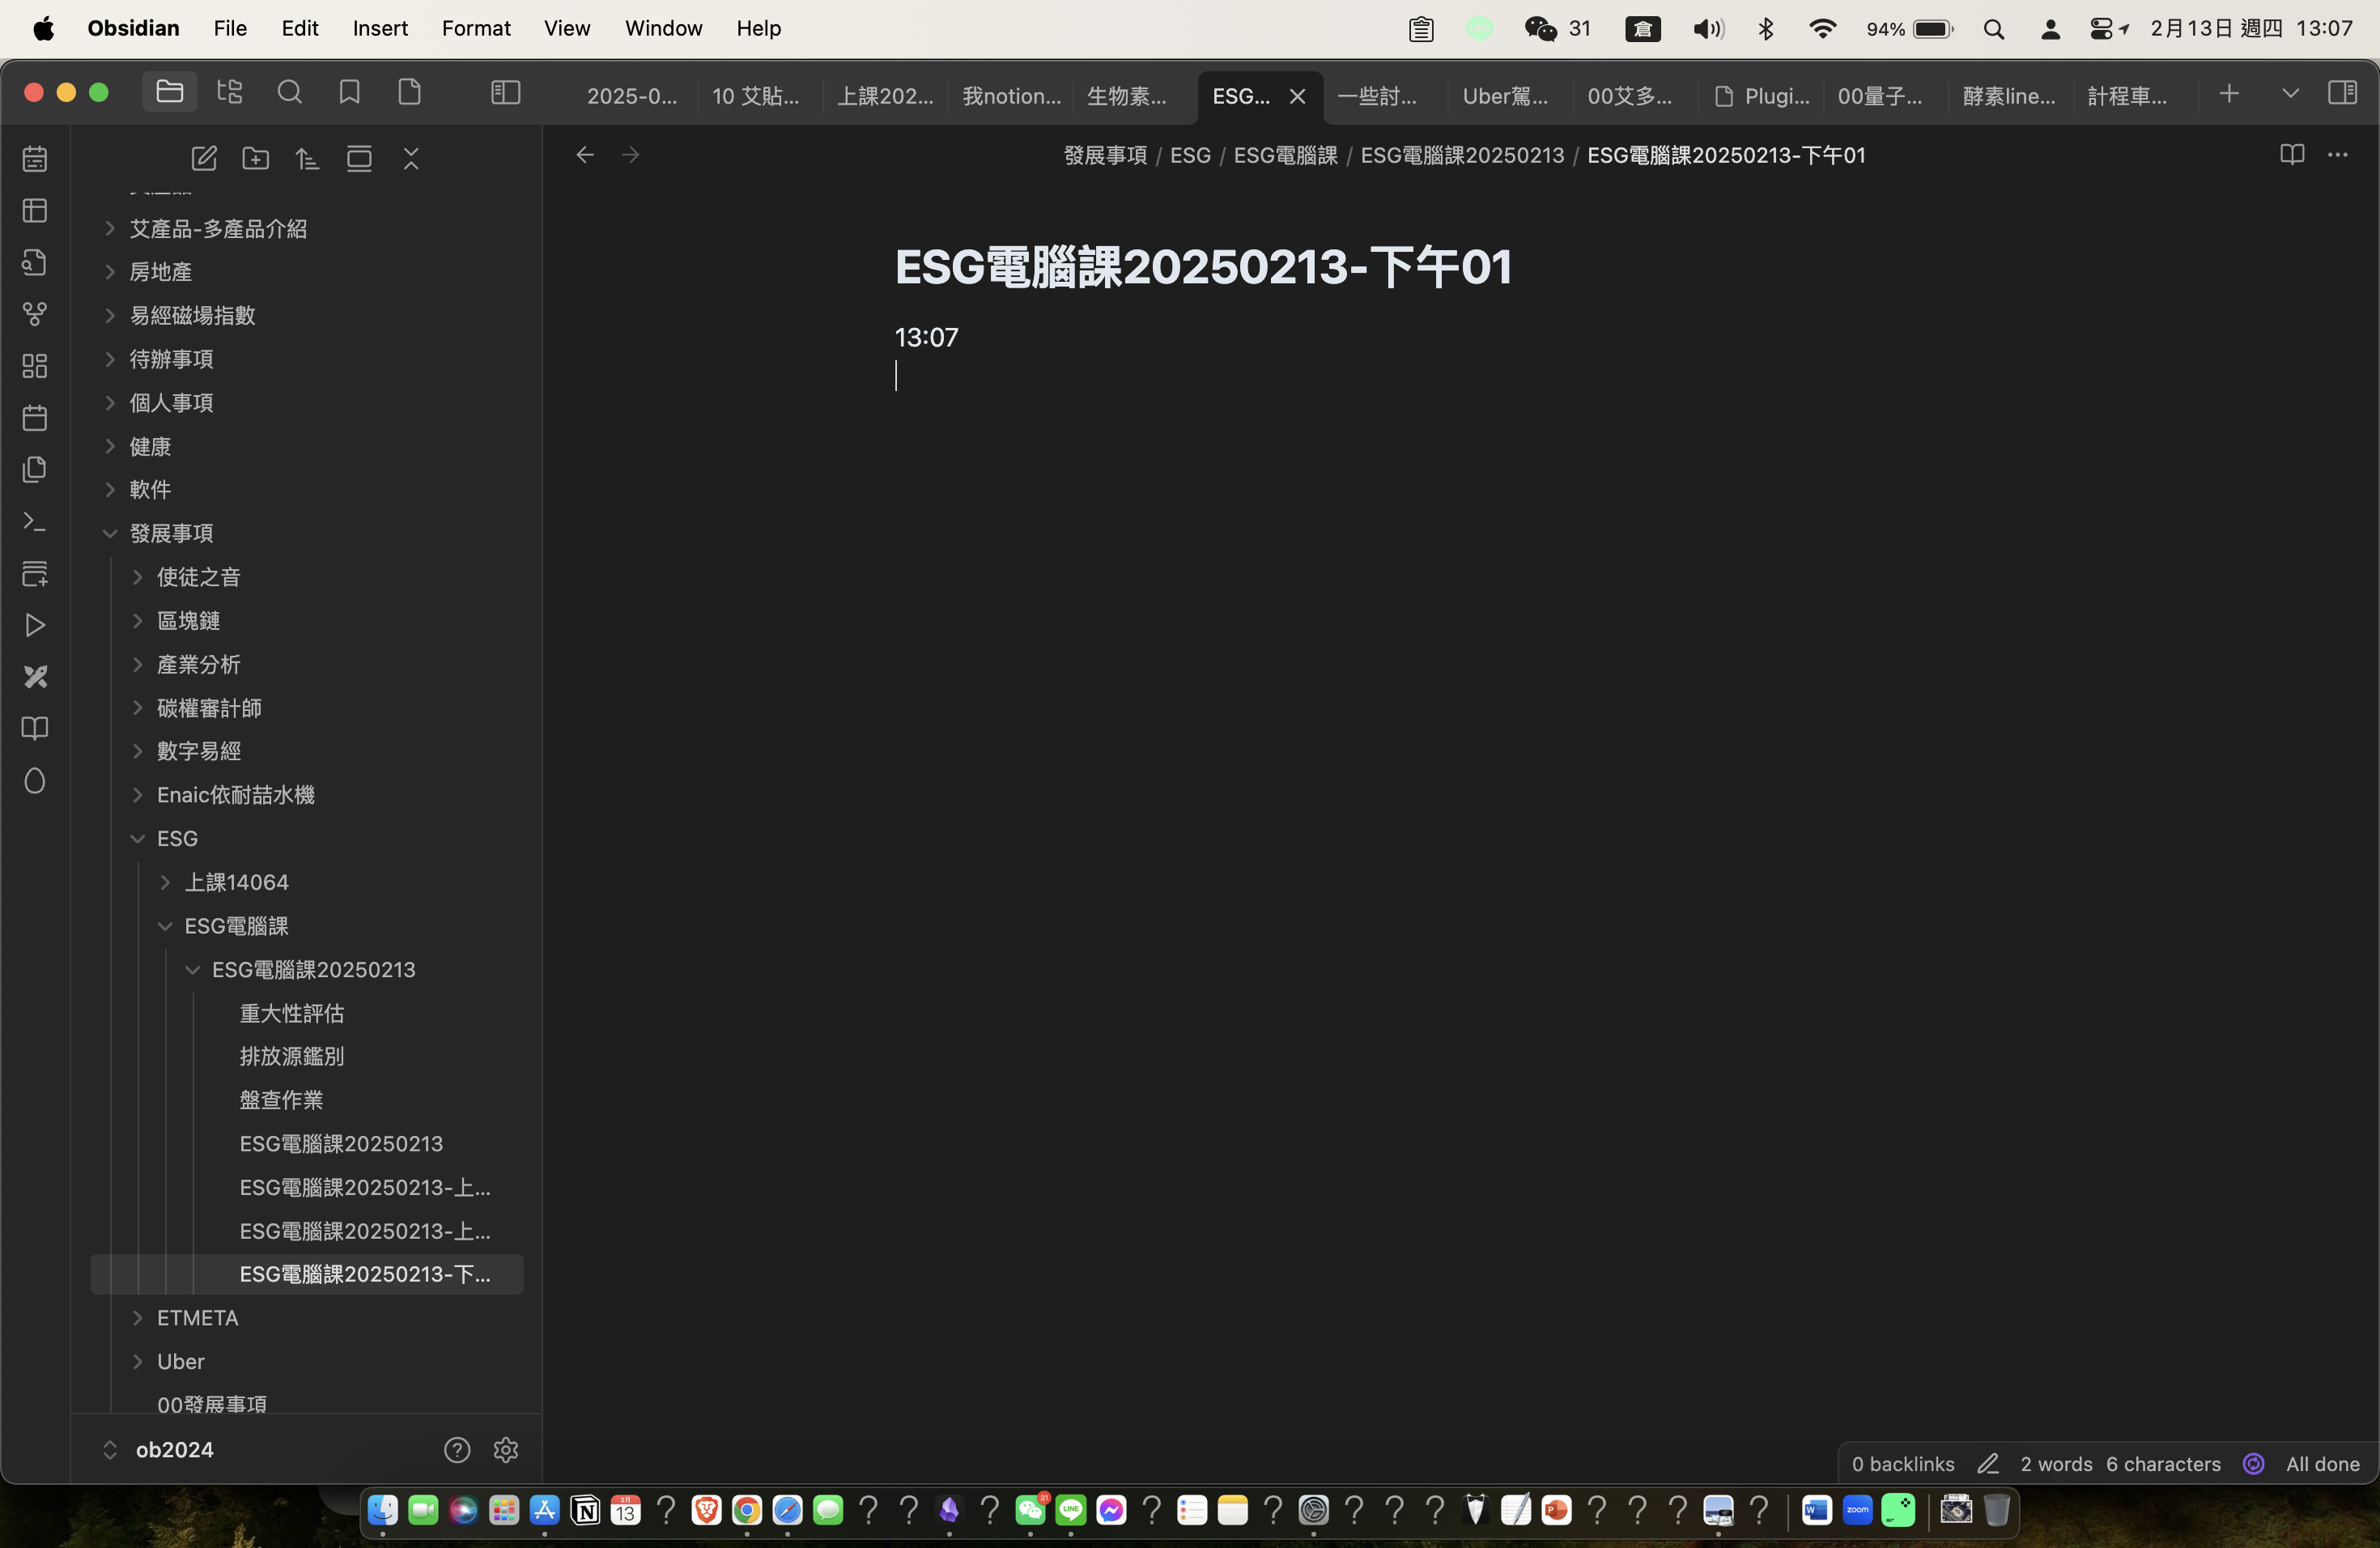 Obsidian File Edit Insert Format View Window Help 31 倉 94% 2月13日 週四 13:07
2025-0... 10 艾貼... 上課202... 我notion... 生物素... ESG... 一些討... Uber駕... 00艾多... Plugi... 00量子... 酵素line... 計程車...
發展事項 / ESG / ESG電腦課 / ESG電腦課20250213 / ESG電腦課20250213-下午01
艾產品-多產品介紹
房地產
易經磁場指數
待辦事項
個人事項
健康
軟件
發展事項
使徒之音
區塊鏈
產業分析
碳權審計師
數字易經
Enaic依耐喆水機
ESG
上課14064
ESG電腦課
ESG電腦課20250213
重大性評估
排放源鑑別
盤查作業
ESG電腦課20250213
ESG電腦課20250213-上...
ESG電腦課20250213-上...
ESG電腦課20250213-下...
ETMETA
Uber
00發展事項
ob2024
ESG電腦課20250213-下午01
13:07
0 backlinks 2 words 6 characters All done
2月
13
31
LINE
W
zoom